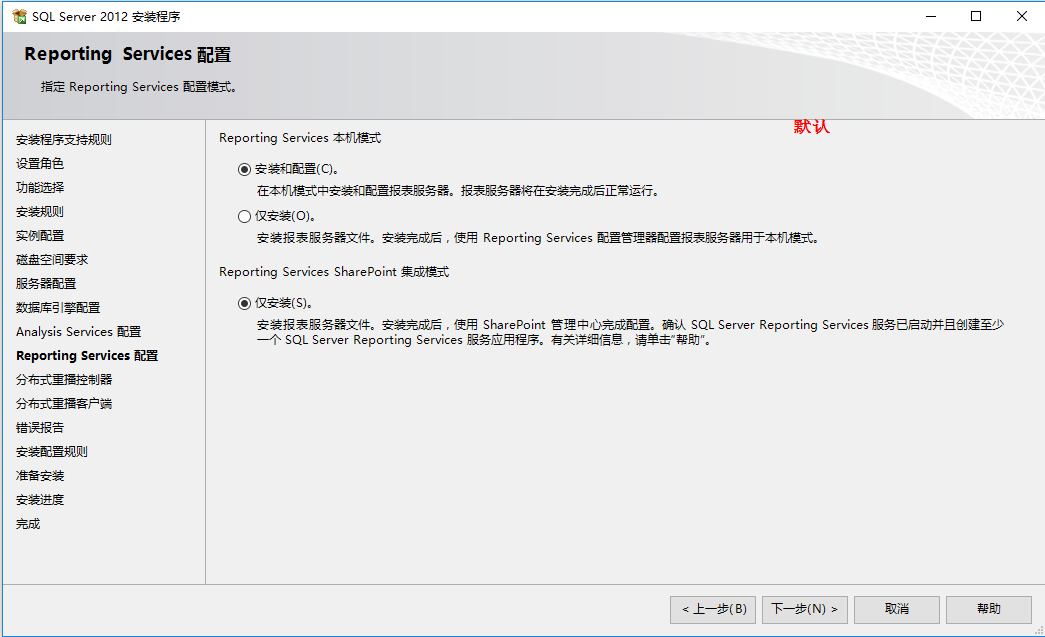 SQL Server 2012 安装程序
Reporting Services 配置
指定 Reporting Services 配置模式。
默认
安装程序支持规则
设置角色
功能选择
安装规则
实例配置
磁盘空间要求
服务器配置
数据库引擎配置
Analysis Services 配置
Reporting Services 配置
分布式重播控制器
分布式重播客户端
错误报告
安装配置规则
准备安装
安装进度
完成
Reporting Services 本机模式
安装和配置(C)。
在本机模式中安装和配置报表服务器。报表服务器将在安装完成后正常运行。
仅安装(O)。
安装报表服务器文件。安装完成后，使用 Reporting Services 配置管理器配置报表服务器用于本机模式。
Reporting Services SharePoint 集成模式
仅安装(S)。
安装报表服务器文件。安装完成后，使用 SharePoint 管理中心完成配置。确认 SQL Server Reporting Services 服务已启动并且创建至少
一个 SQL Server Reporting Services 服务应用程序。有关详细信息，请单击“帮助”。
< 上一步(B)
下一步(N) >
取消
帮助